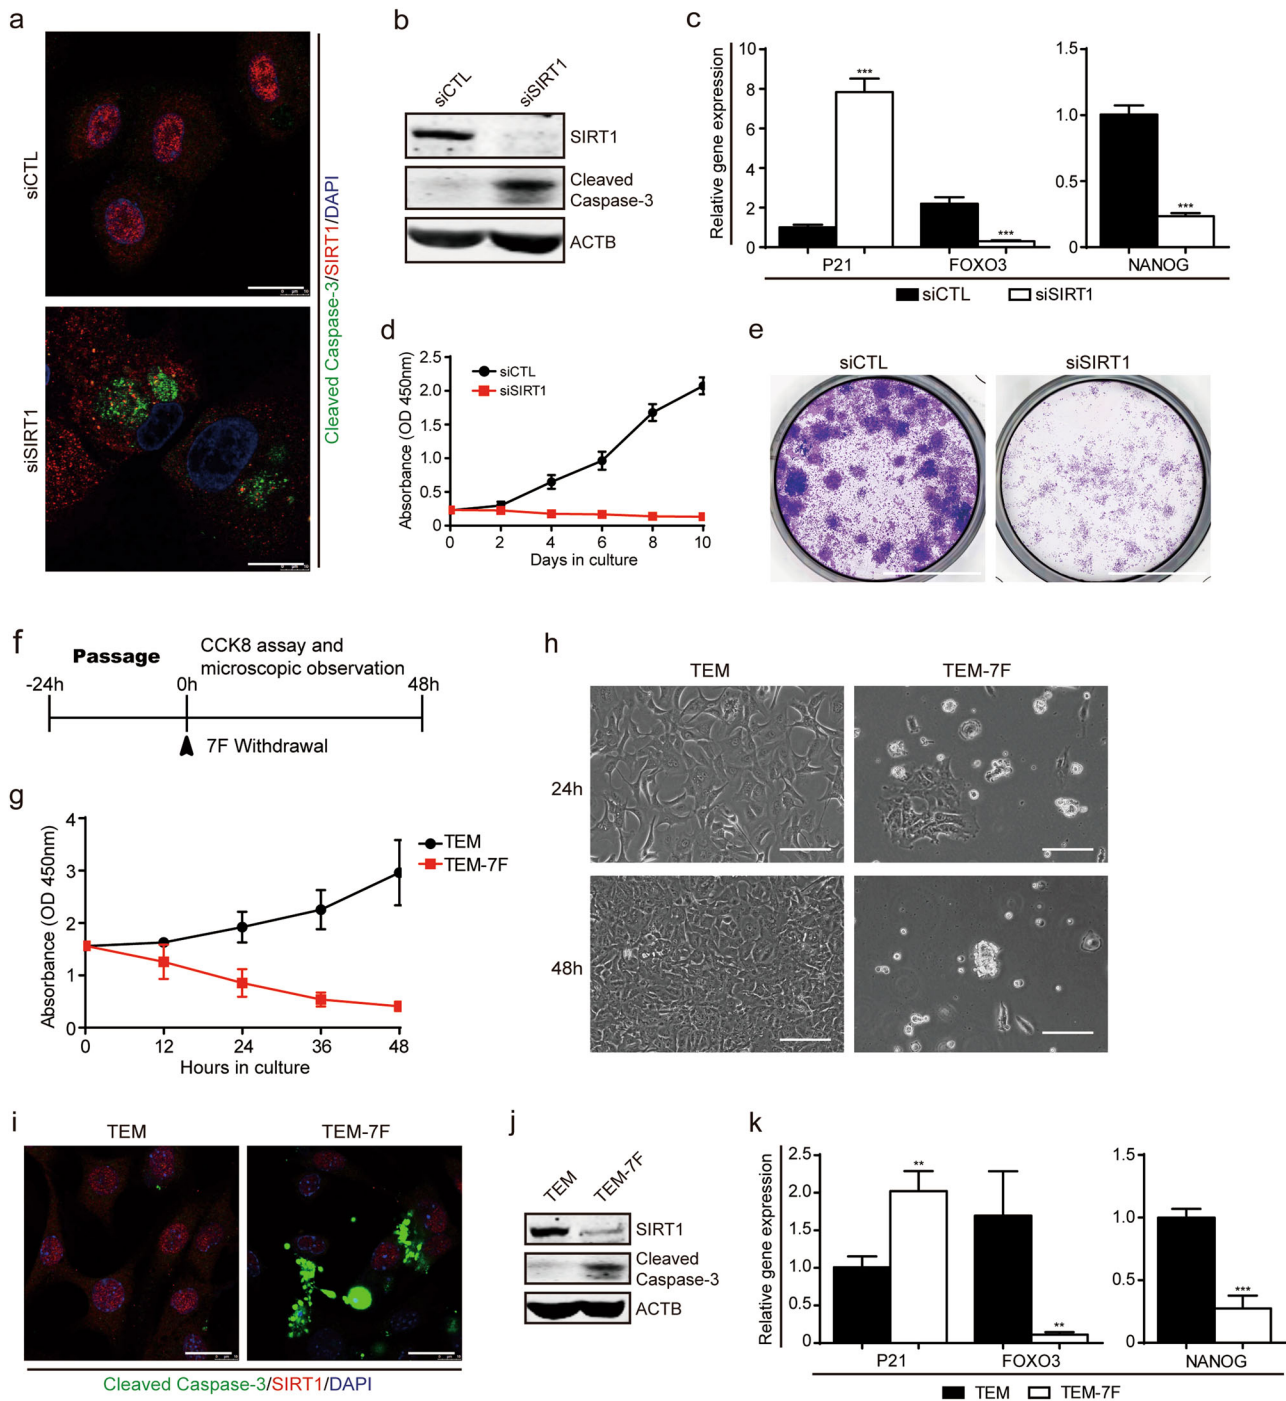 a
siCTL
siSIRT1
Cleaved Caspase-3/SIRT1/DAPI
b
siCTL
siSIRT1
SIRT1
Cleaved
Caspase-3
ACTB
c
Relative gene expression
10
8
6
4
2
0
***
***
P21
FOXO3
1.5
1.0
0.5
0
***
NANOG
siCTL
siSIRT1
d
Absorbance (OD 450nm)
2.5
2.0
1.5
1.0
0.5
0
siCTL
siSIRT1
0 2 4 6 8 10
Days in culture
e
siCTL
siSIRT1
f
Passage
CCK8 assay and
microscopic observation
-24h
0h
48h
7F Withdrawal
g
Absorbance (OD 450nm)
4
3
2
1
0
TEM
TEM-7F
0 12 24 36 48
Hours in culture
h
TEM
TEM-7F
24h
48h
i
TEM
TEM-7F
Cleaved Caspase-3/SIRT1/DAPI
j
TEM
TEM-7F
SIRT1
Cleaved
Caspase-3
ACTB
k
Relative gene expression
2.5
2.0
1.5
1.0
0.5
0
**
**
P21
FOXO3
1.5
1.0
0.5
0
***
NANOG
TEM
TEM-7F